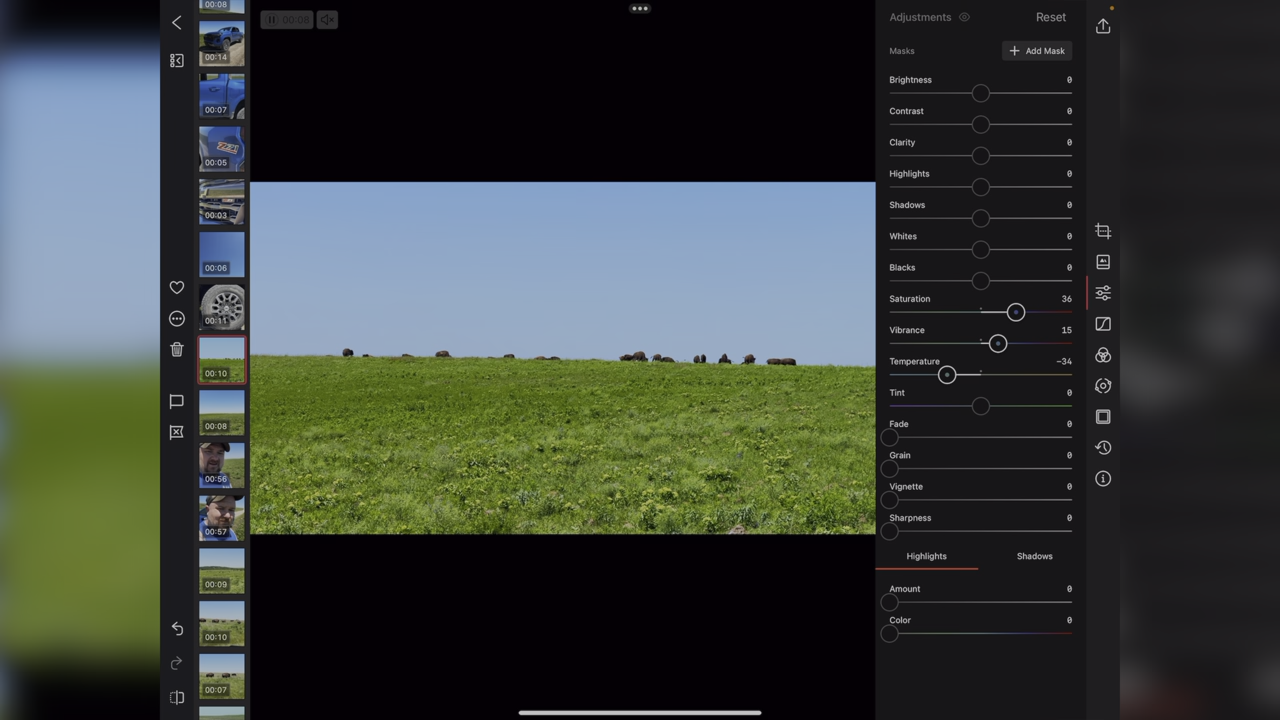 00:08
00:14
00:07
00:05
00:03
00:06
00:11
00:10
00:08
00:56
00:57
00:09
00:10
00:07
00:08
Adjustments
Reset
Masks
Add Mask
Brightness 0
Contrast 0
Clarity 0
Highlights 0
Shadows 0
Whites 0
Blacks 0
Saturation 36
Vibrance 15
Temperature -34
Tint 0
Fade 0
Grain 0
Vignette 0
Sharpness 0
Highlights Shadows
Amount 0
Color 0